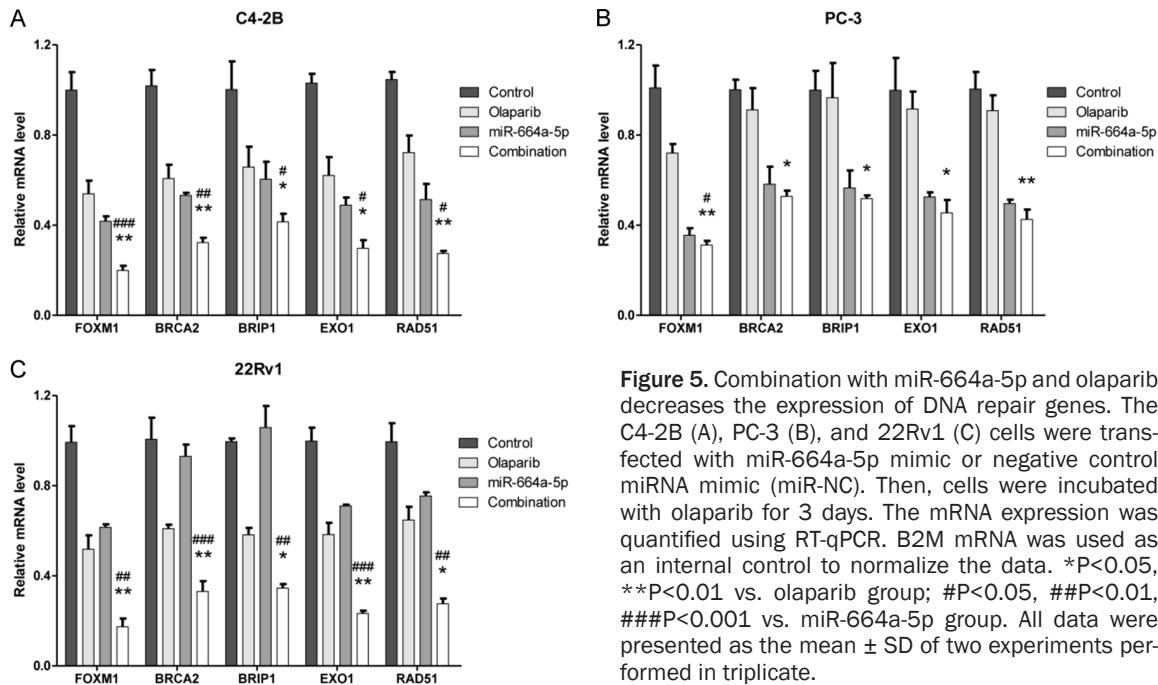 A
C4-2B
Relative mRNA level
1.2
0.8
0.4
0.0
Control
Olaparib
miR-664a-5p
Combination
###
**
##
**
#
*
#
*
#
**
FOXM1 BRCA2 BRIP1 EXO1 RAD51
B
PC-3
Relative mRNA level
1.2
0.8
0.4
0.0
Control
Olaparib
miR-664a-5p
Combination
#
**
*
*
*
**
FOXM1 BRCA2 BRIP1 EXO1 RAD51
C
22Rv1
Relative mRNA level
1.2
0.8
0.4
0.0
Control
Olaparib
miR-664a-5p
Combination
##
**
###
**
##
*
###
**
##
*
FOXM1 BRCA2 BRIP1 EXO1 RAD51
Figure 5. Combination with miR-664a-5p and olaparib
decreases the expression of DNA repair genes. The
C4-2B (A), PC-3 (B), and 22Rv1 (C) cells were trans-
fected with miR-664a-5p mimic or negative control
miRNA mimic (miR-NC). Then, cells were incubated
with olaparib for 3 days. The mRNA expression was
quantified using RT-qPCR. B2M mRNA was used as
an internal control to normalize the data. *P<0.05,
**P<0.01 vs. olaparib group; #P<0.05, ##P<0.01,
###P<0.001 vs. miR-664a-5p group. All data were
presented as the mean ± SD of two experiments per-
formed in triplicate.